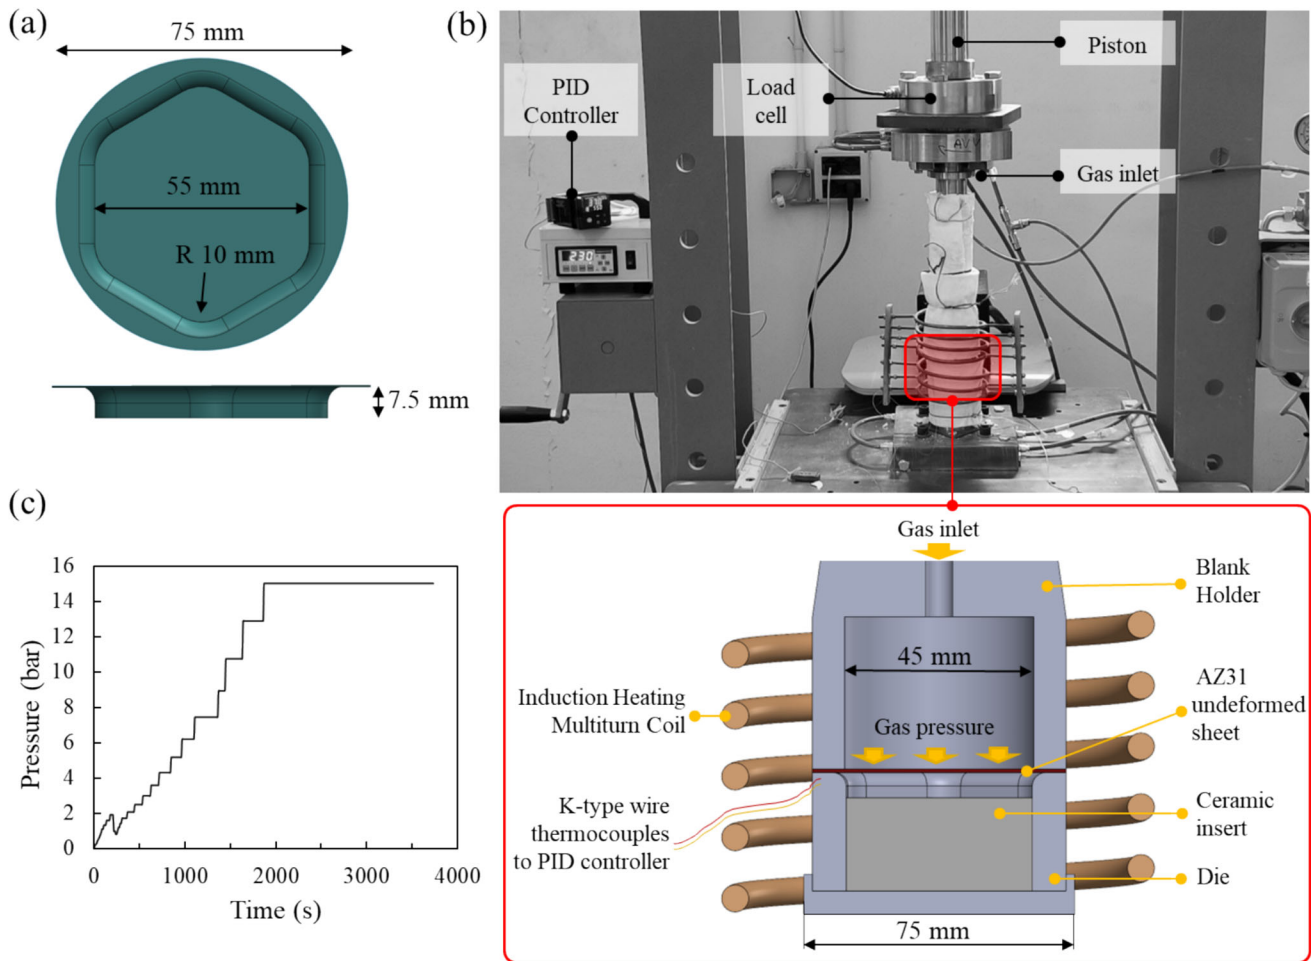 (a)
75 mm
55 mm
R 10 mm
7.5 mm
(b)
PID
Controller
Load
cell
Piston
Gas inlet
AVV
230
(c)
16
14
12
10
8
6
4
2
0
Pressure (bar)
0
1000
2000
3000
4000
Time (s)
Gas inlet
Blank
Holder
45 mm
Induction Heating
Multiturn Coil
Gas pressure
AZ31
undeformed
sheet
K-type wire
thermocouples
to PID controller
Ceramic
insert
Die
75 mm